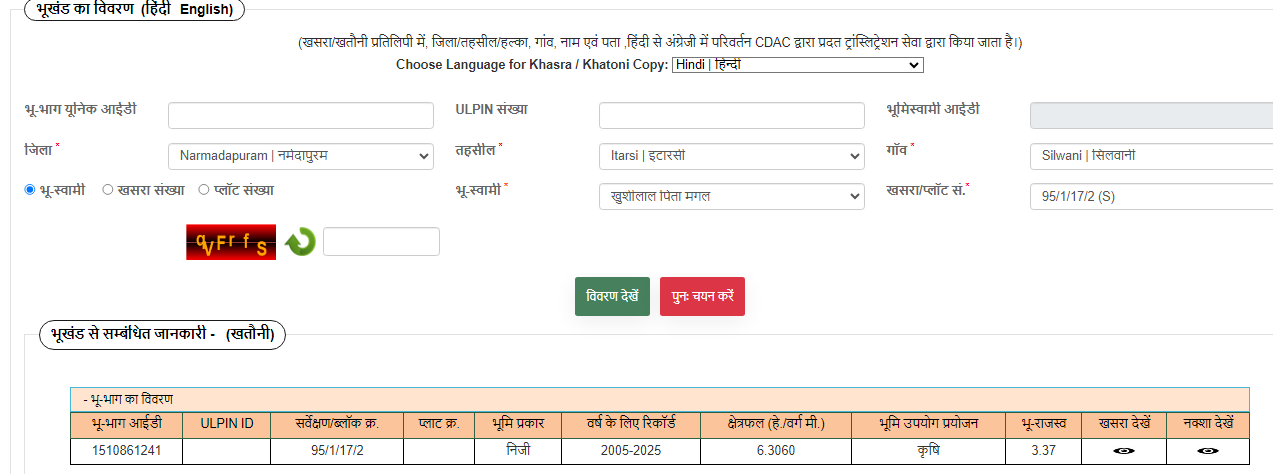 भूखंड का विवरण (हिंदी English)
(खसरा/खतौनी प्रतिलिपी में, जिला/तहसील/हल्का, गांव, नाम एवं पता ,हिंदी से अंग्रेजी में परिवर्तन CDAC द्वारा प्रदत ट्रांस्लिट्रेशन सेवा द्वारा किया जाता है।)
Choose Language for Khasra / Khatoni Copy: Hindi | हिन्दी
भू-भाग यूनिक आईडी ULPIN संख्या भूमिस्वामी आईडी
जिला * Narmadapuram | नर्मदापुरम तहसील * Itarsi | इटारसी गाँव * Silwani | सिलवानी
भू-स्वामी खसरा संख्या प्लॉट संख्या भू-स्वामी * खुशीलाल पिता मगल खसरा/प्लॉट सं.* 95/1/17/2 (S)
qVFrfS
विवरण देखें पुनः चयन करें
भूखंड से सम्बंधित जानकारी - (खतौनी)
- भू-भाग का विवरण
भू-भाग आईडी ULPIN ID सर्वेक्षण/ब्लॉक क्र. प्लाट क्र. भूमि प्रकार वर्ष के लिए रिकॉर्ड क्षेत्रफल (हे./वर्ग मी.) भूमि उपयोग प्रयोजन भू-राजस्व खसरा देखें नक्शा देखें
1510861241 95/1/17/2 निजी 2005-2025 6.3060 कृषि 3.37